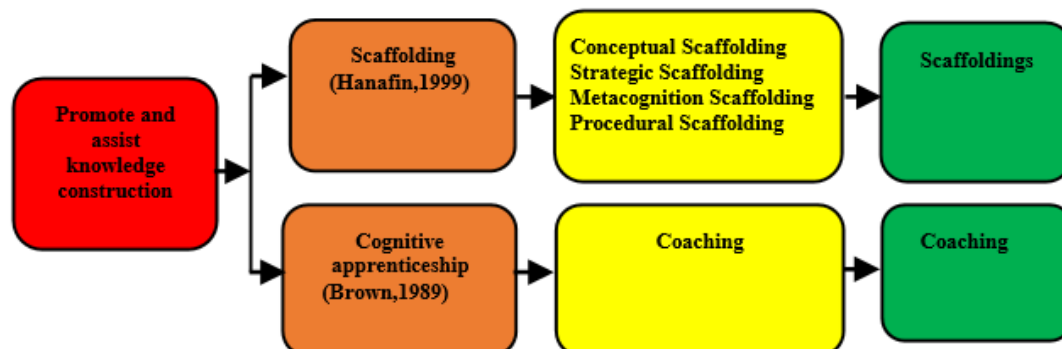 Promote and
assist
knowledge
construction
Scaffolding
(Hanafin,1999)
Conceptual Scaffolding
Strategic Scaffolding
Metacognition Scaffolding
Procedural Scaffolding
Scaffoldings
Cognitive
apprenticeship
(Brown,1989)
Coaching
Coaching